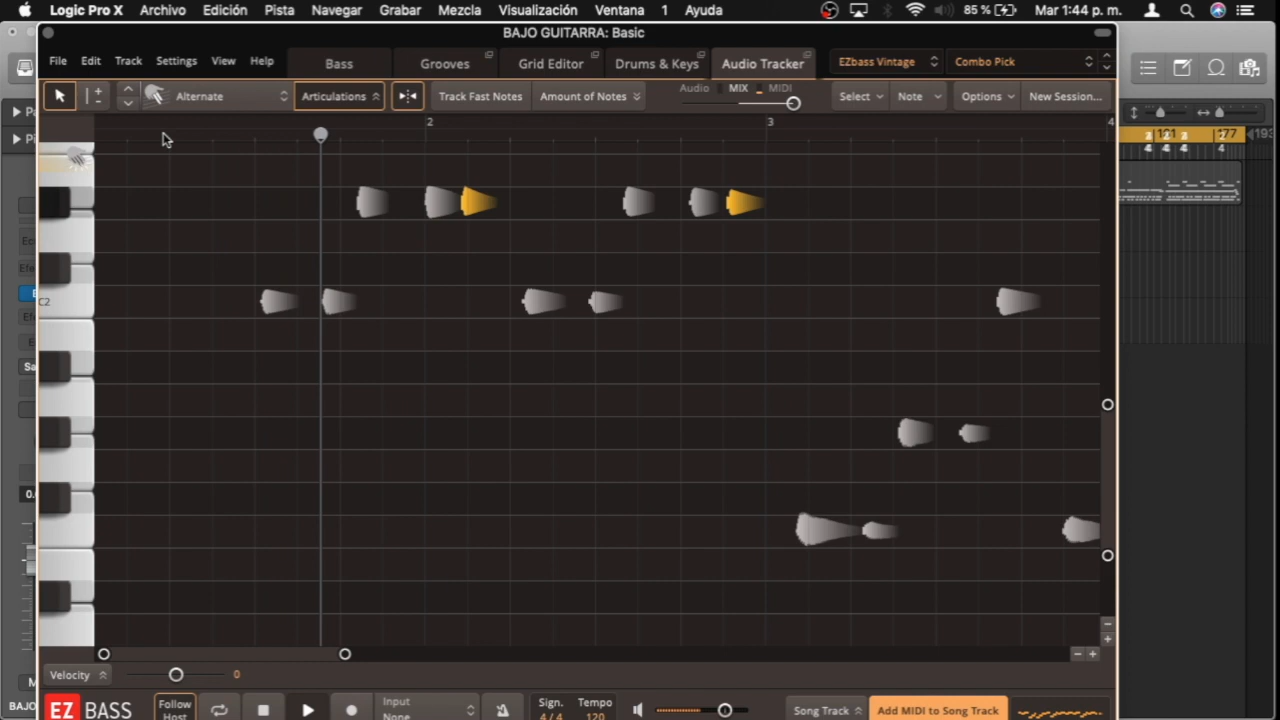 Logic Pro X Archivo Edición Pista Navegar Grabar Mezcla Visualización Ventana 1 Ayuda 85 % Mar 1:44 p. m.
BAJO GUITARRA: Basic
File Edit Track Settings View Help Bass Grooves Grid Editor Drums & Keys Audio Tracker EZbass Vintage Combo Pick
Alternate Articulations Track Fast Notes Amount of Notes Audio MIX MIDI Select Note Options New Session...
2 3 4
177
C2
Sa
0.
Velocity 0
M
BAJO
EZ BASS Follow Host Input None Sign. 4/4 Tempo 120 Song Track Add MIDI to Song Track